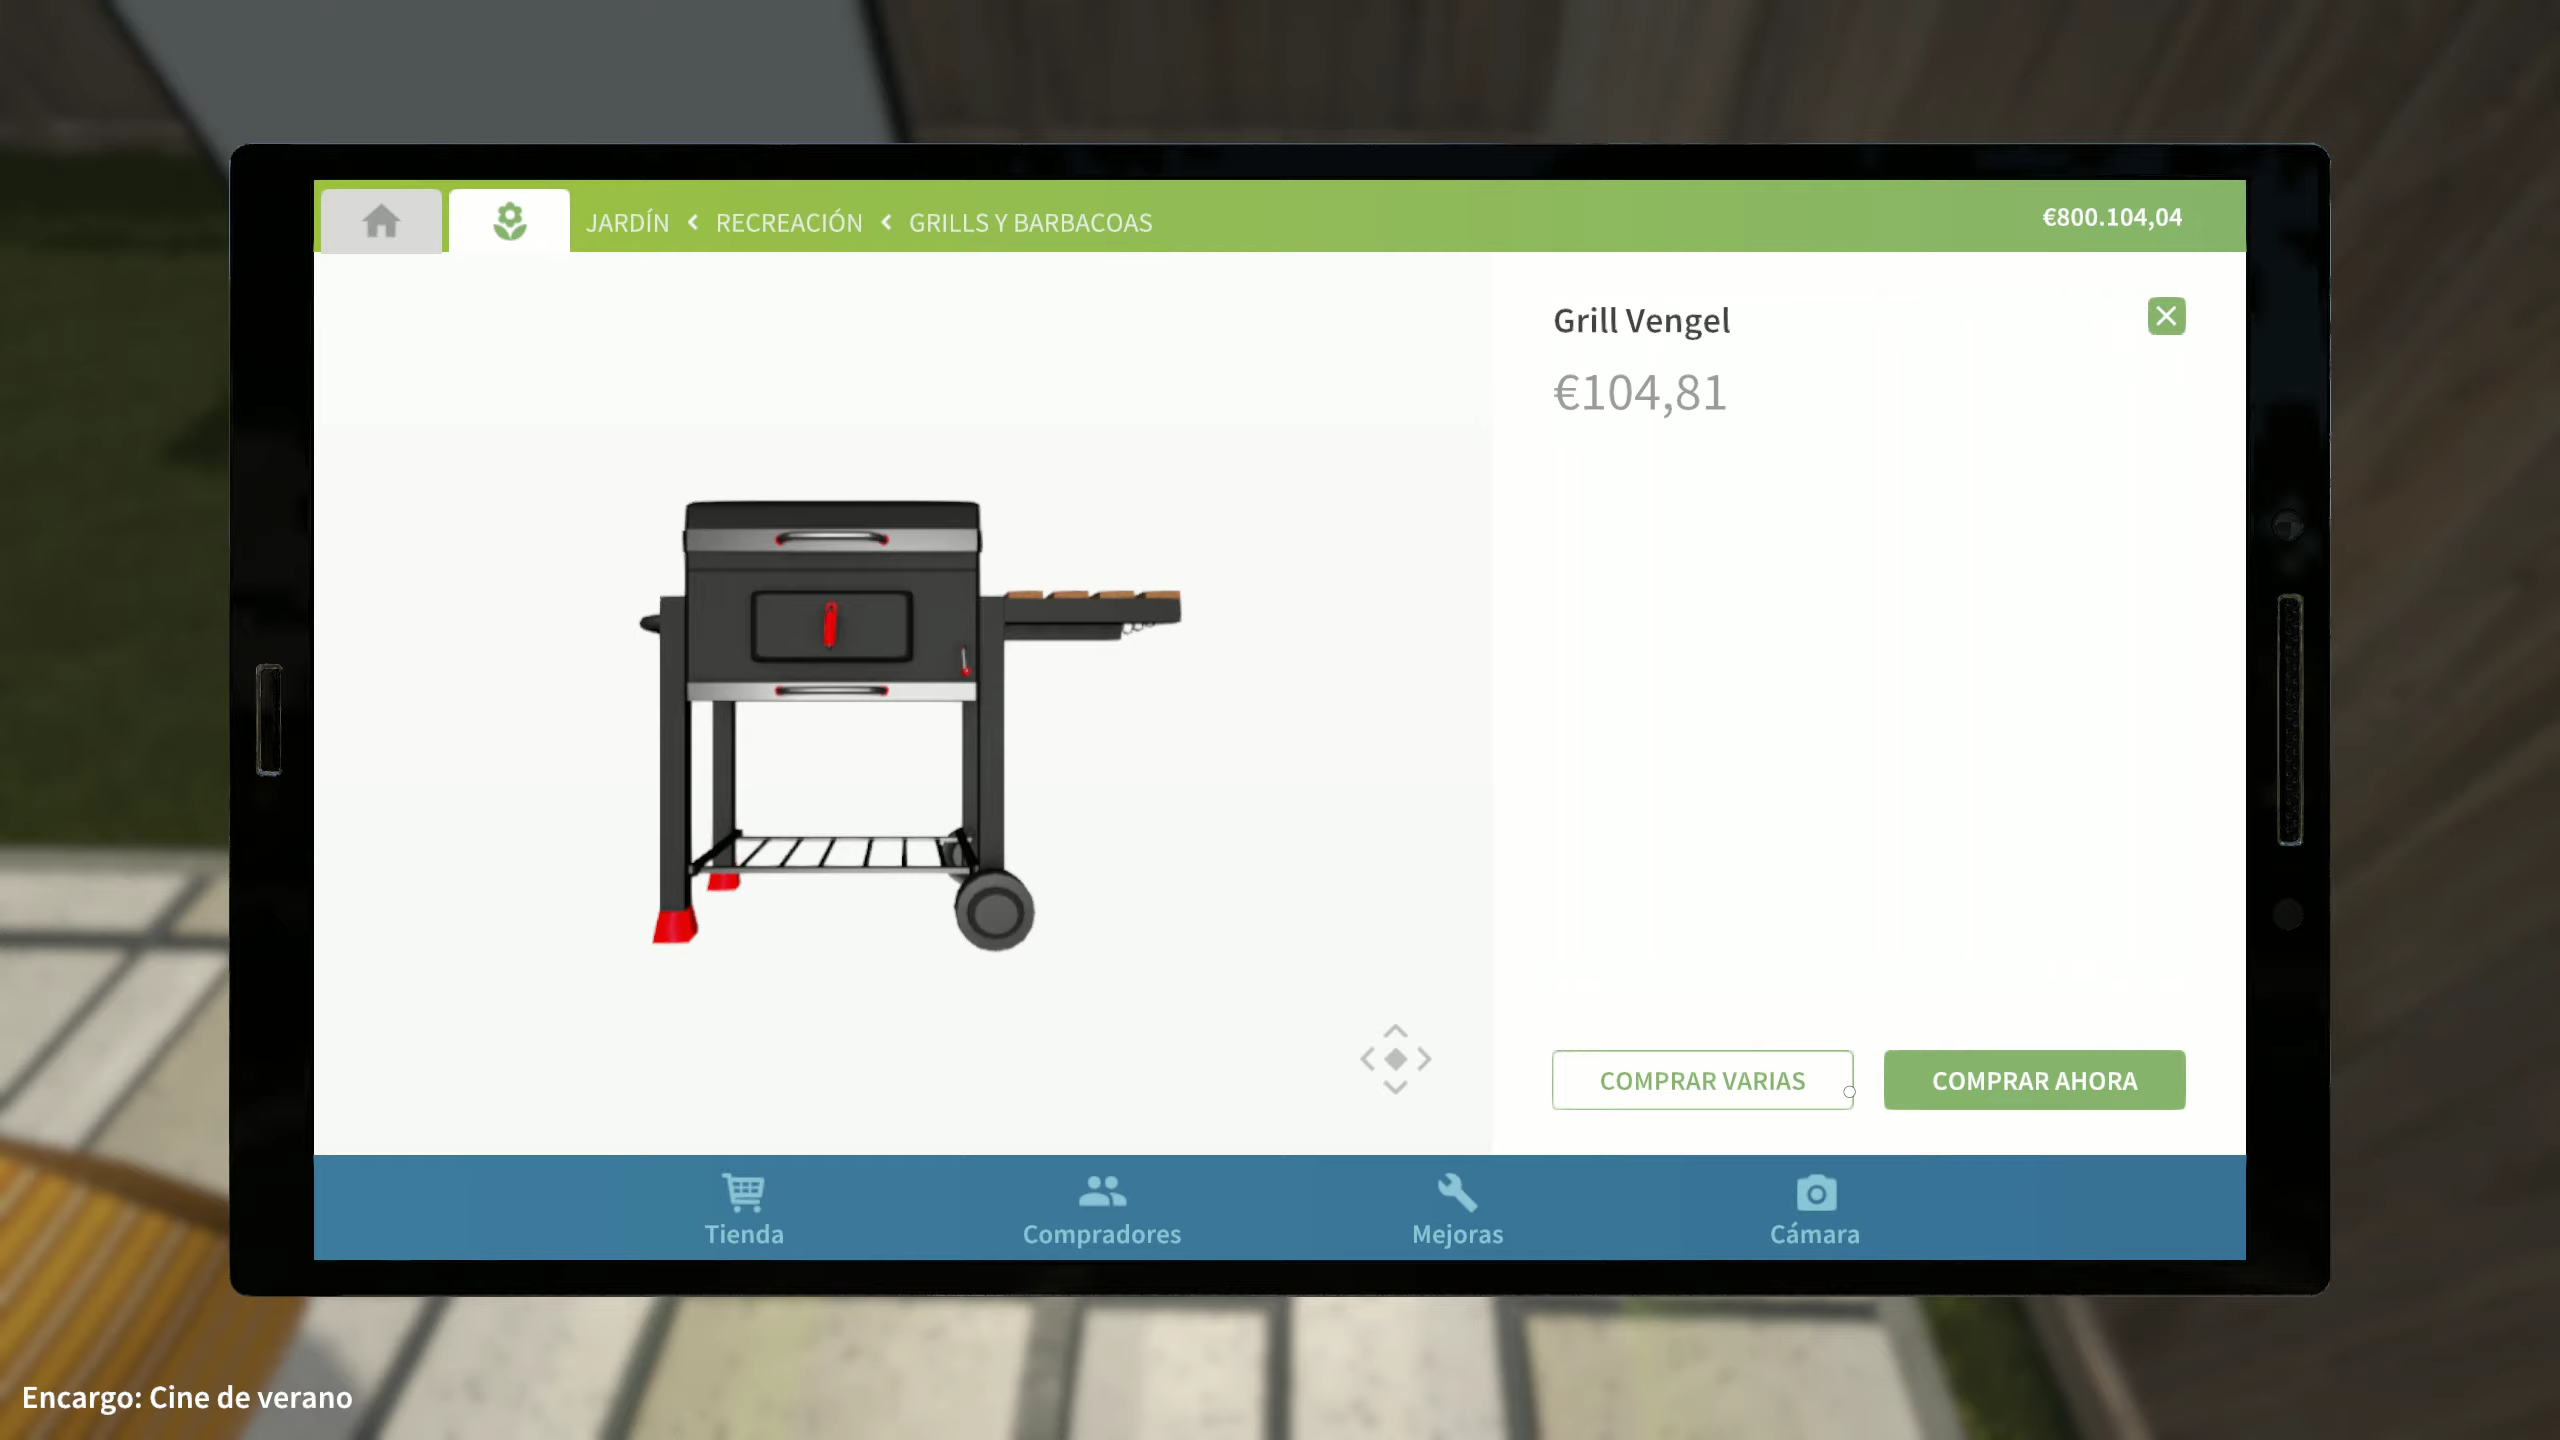 JARDÍN < RECREACIÓN < GRILLS Y BARBACOAS
€800.104,04
Grill Vengel
€104,81
COMPRAR VARIAS
COMPRAR AHORA
Tienda
Compradores
Mejoras
Cámara
Encargo: Cine de verano